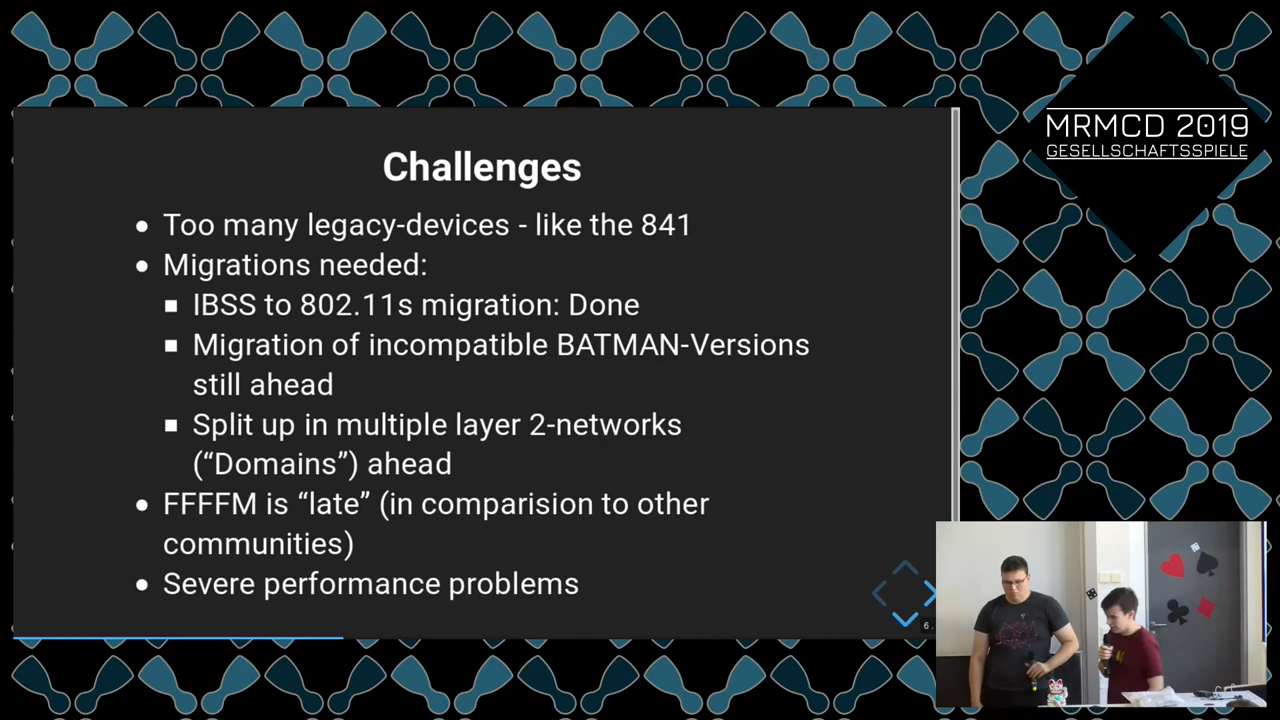 MRMCD 2019
GESELLSCHAFTSSPIELE
Challenges
Too many legacy-devices - like the 841
Migrations needed:
IBSS to 802.11s migration: Done
Migration of incompatible BATMAN-Versions
still ahead
Split up in multiple layer 2-networks
(“Domains”) ahead
FFFFM is “late” (in comparision to other
communities)
Severe performance problems
6.